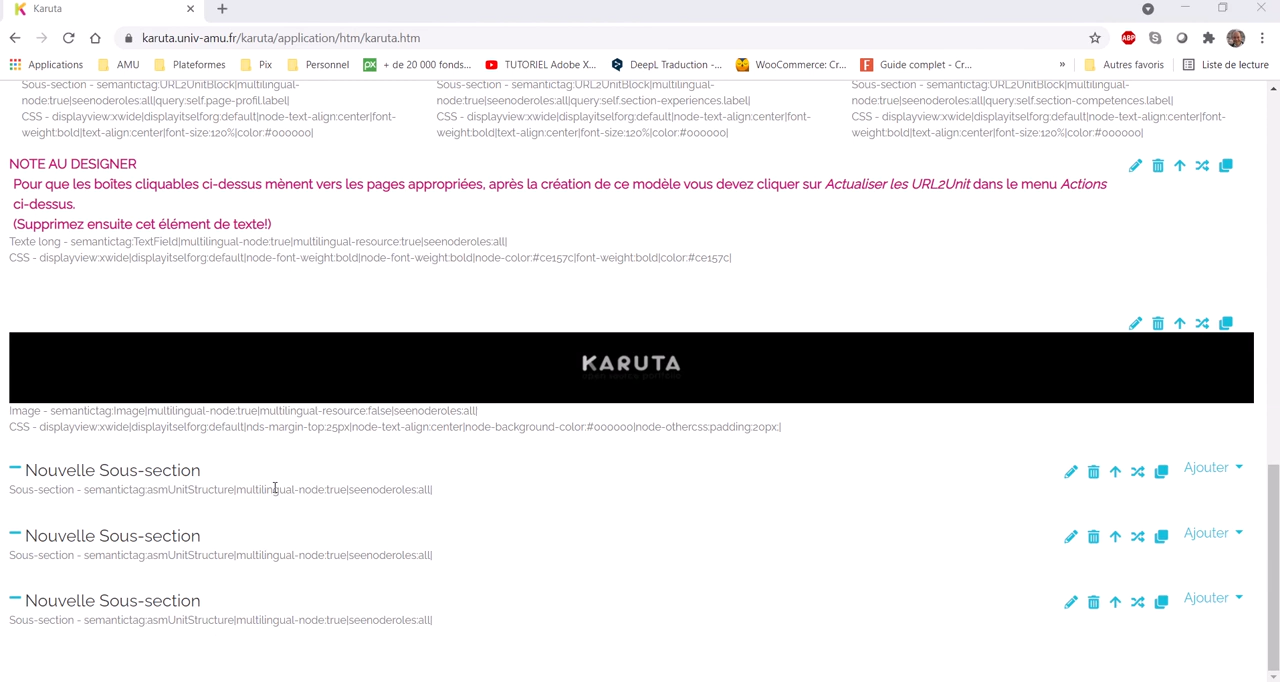 Karuta
karuta.univ-amu.fr/karuta/application/htm/karuta.htm
ABP
Applications AMU Plateformes Pix Personnel px + de 20 000 fonds... TUTORIEL Adobe X... DeepL Traduction -... WooCommerce: Cr... F Guide complet - Cr... » Autres favoris Liste de lecture
Sous-section - semantictag:URL2UnitBlock|multilingual-
node:true|seenoderoles:all|query:self.page-profil.label|
CSS - displayview:xwide|displayitselforg:default|node-text-align:center|font-
weight:bold|text-align:center|font-size:120%|color:#000000|
Sous-section - semantictag:URL2UnitBlock|multilingual-
node:true|seenoderoles:all|query:self.section-experiences.label|
CSS - displayview:xwide|displayitselforg:default|node-text-align:center|font-
weight:bold|text-align:center|font-size:120%|color:#000000|
Sous-section - semantictag:URL2UnitBlock|multilingual-
node:true|seenoderoles:all|query:self.section-competences.label|
CSS - displayview:xwide|displayitselforg:default|node-text-align:center|font-
weight:bold|text-align:center|font-size:120%|color:#000000|
NOTE AU DESIGNER
Pour que les boîtes cliquables ci-dessus mènent vers les pages appropriées, après la création de ce modèle vous devez cliquer sur Actualiser les URL2Unit dans le menu Actions
ci-dessus.
(Supprimez ensuite cet élément de texte!)
Texte long - semantictag:TextField|multilingual-node:true|multilingual-resource:true|seenoderoles:all|
CSS - displayview:xwide|displayitselforg:default|node-font-weight:bold|node-font-weight:bold|node-color:#ce157c|font-weight:bold|color:#ce157c|
KARUTA
Image - semantictag:Image|multilingual-node:true|multilingual-resource:false|seenoderoles:all|
CSS - displayview:xwide|displayitselforg:default|nds-margin-top:25px|node-text-align:center|node-background-color:#000000|node-othercss:padding:20px;|
Nouvelle Sous-section Ajouter
Sous-section - semantictag:asmUnitStructure|multilingual-node:true|seenoderoles:all|
Nouvelle Sous-section Ajouter
Sous-section - semantictag:asmUnitStructure|multilingual-node:true|seenoderoles:all|
Nouvelle Sous-section Ajouter
Sous-section - semantictag:asmUnitStructure|multilingual-node:true|seenoderoles:all|